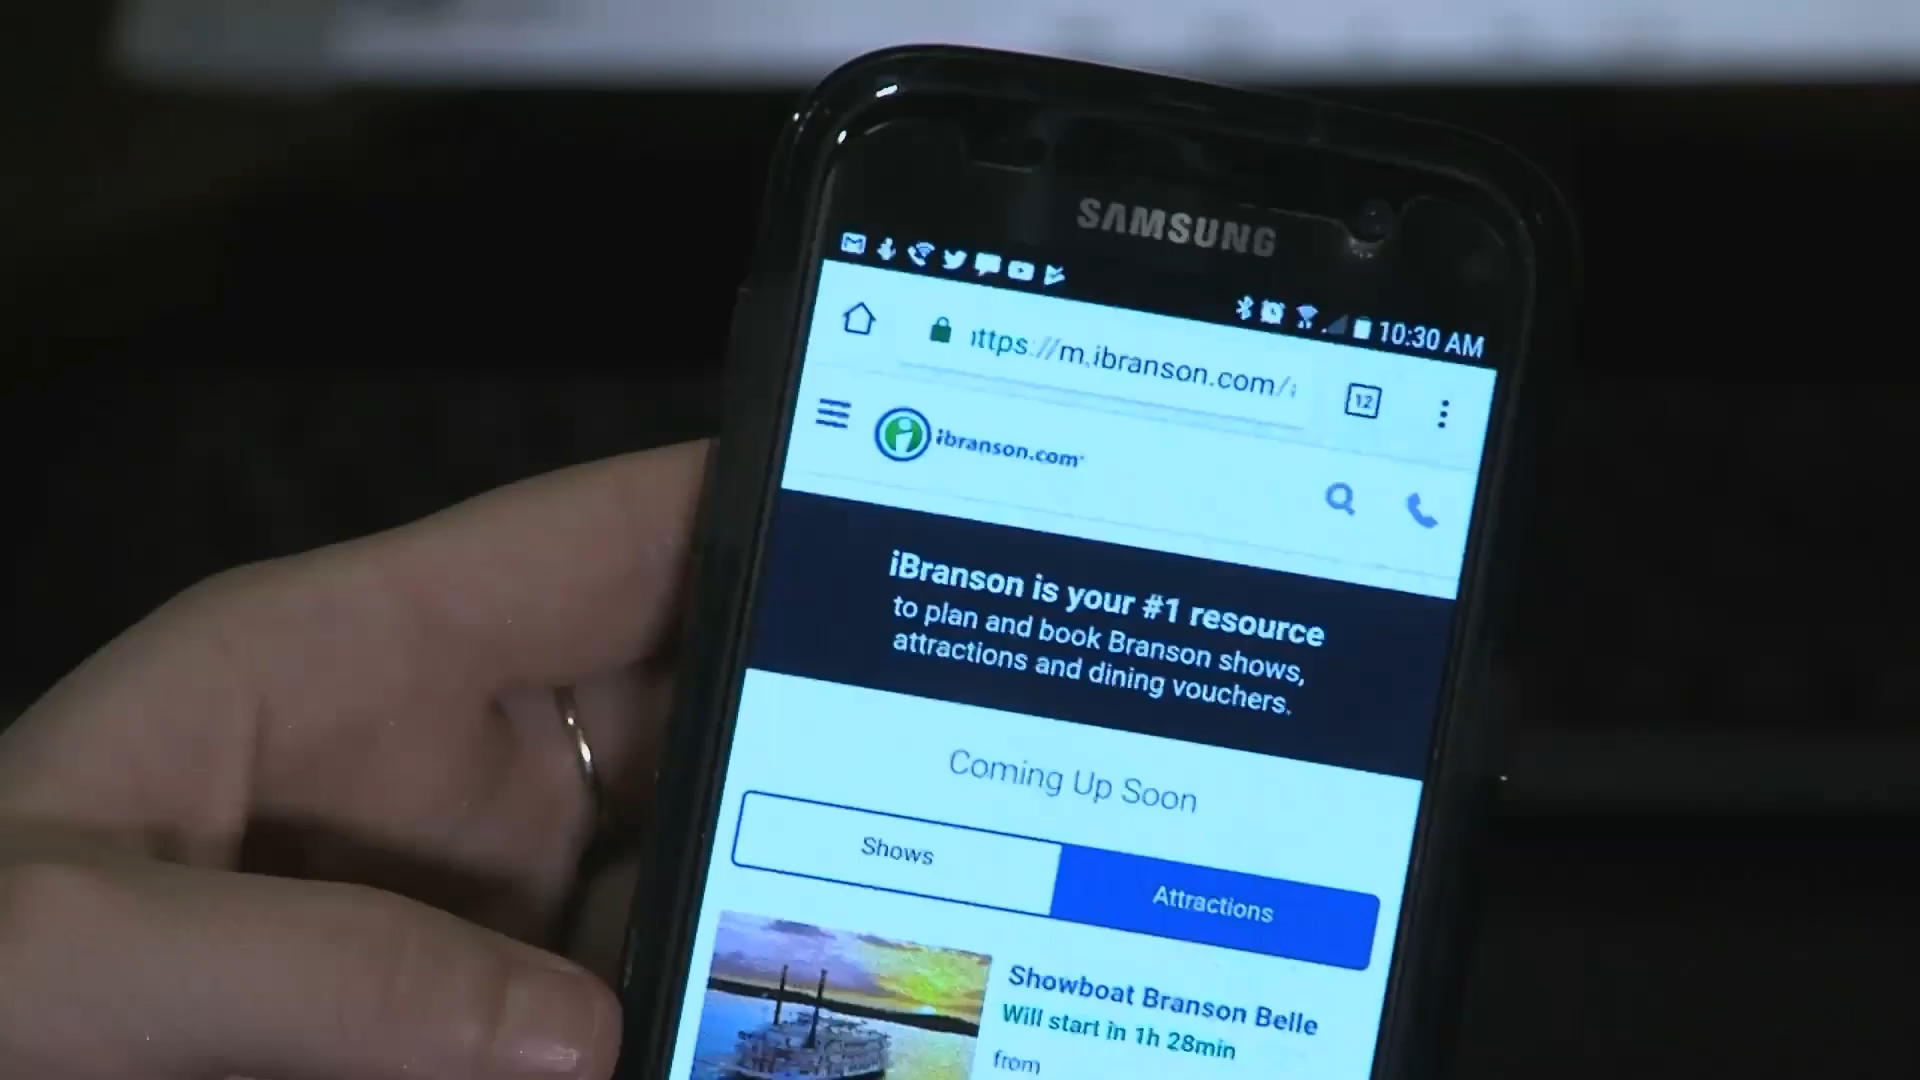 SAMSUNG
10:30 AM
ttps://m.ibranson.com/
12
ibranson.com
iBranson is your #1 resource
to plan and book Branson shows,
attractions and dining vouchers.
Coming Up Soon
Shows
Attractions
Showboat Branson Belle
Will start in 1h 28min
from